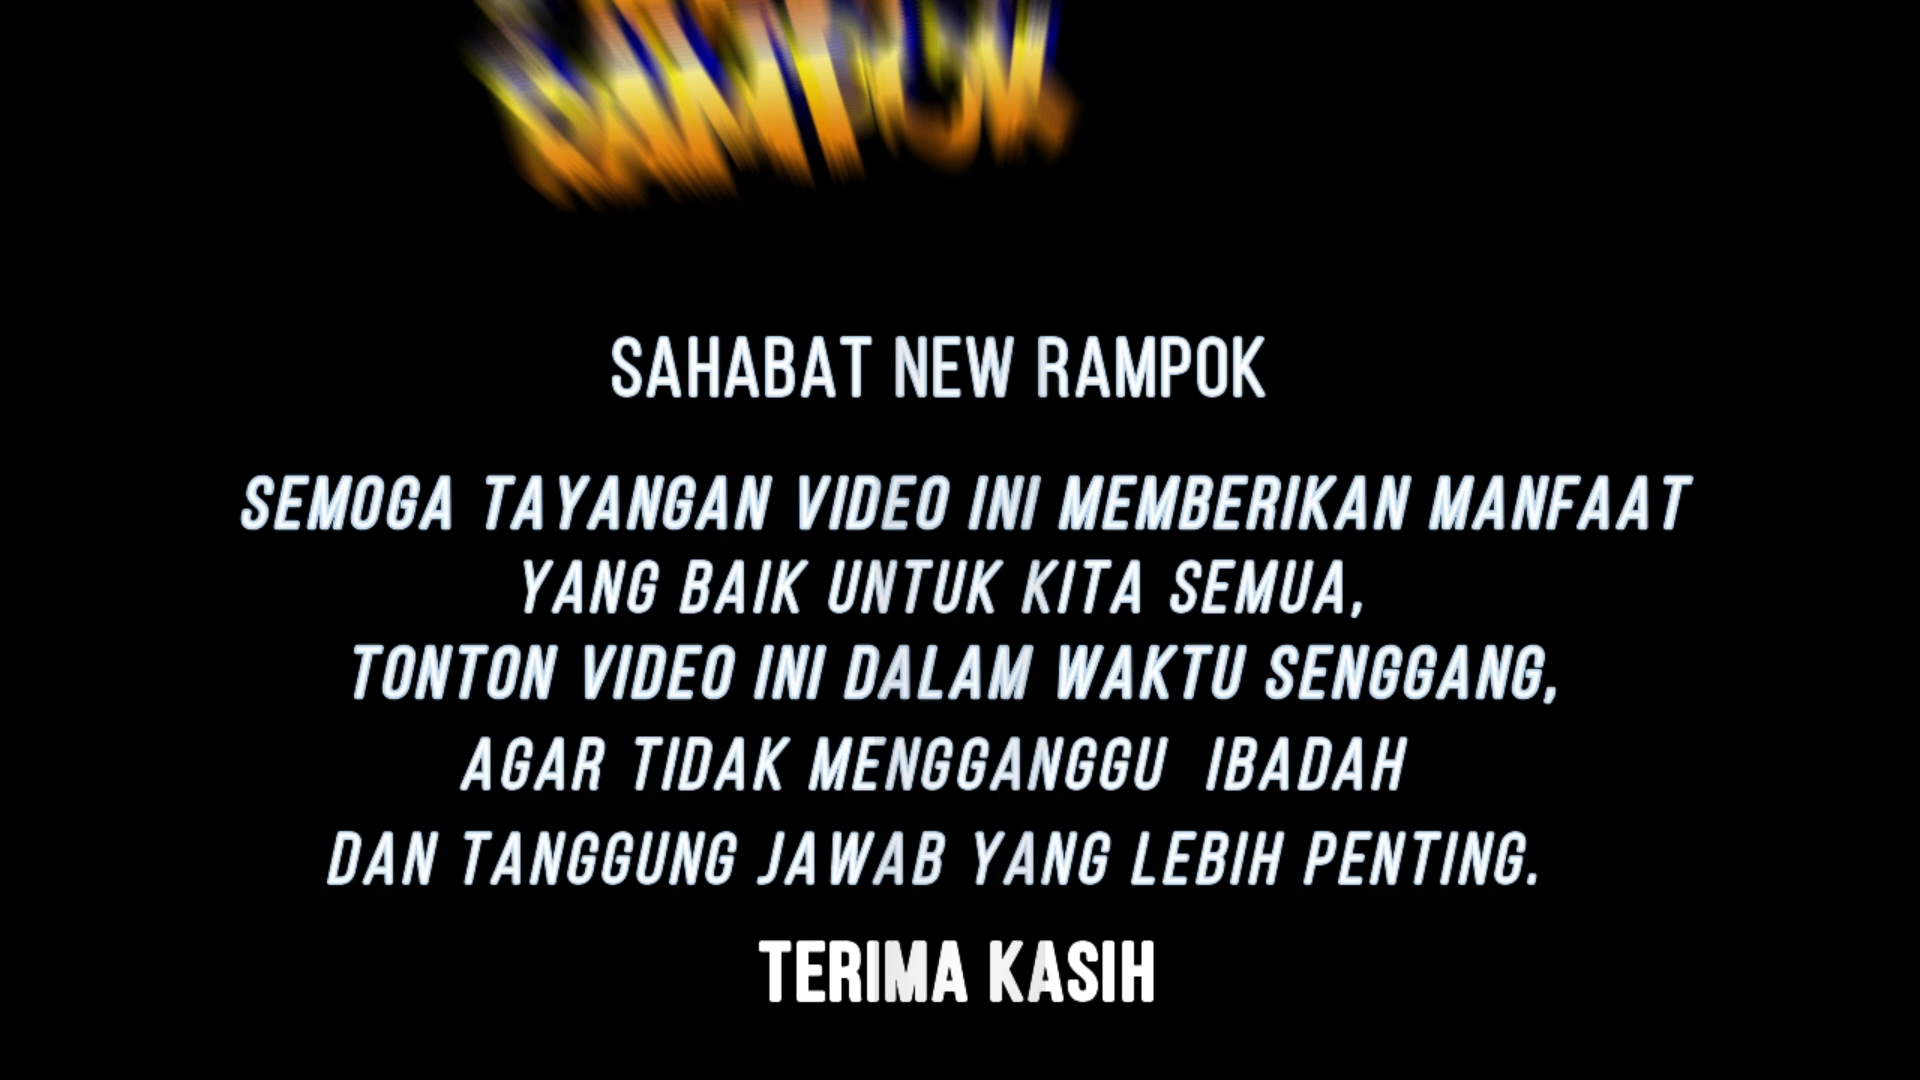 SAHABAT NEW RAMPOK
SEMOGA TAYANGAN VIDEO INI MEMBERIKAN MANFAAT
YANG BAIK UNTUK KITA SEMUA,
TONTON VIDEO INI DALAM WAKTU SENGGANG,
AGAR TIDAK MENGGANGGU IBADAH
DAN TANGGUNG JAWAB YANG LEBIH PENTING.
TERIMA KASIH